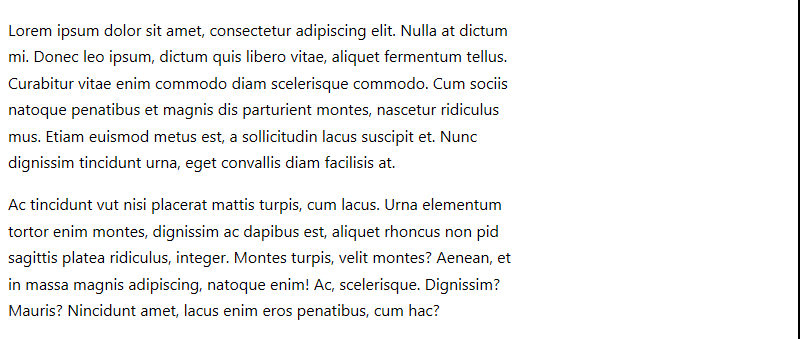 Lorem ipsum dolor sit amet, consectetur adipiscing elit. Nulla at dictum
mi. Donec leo ipsum, dictum quis libero vitae, aliquet fermentum tellus.
Curabitur vitae enim commodo diam scelerisque commodo. Cum sociis
natoque penatibus et magnis dis parturient montes, nascetur ridiculus
mus. Etiam euismod metus est, a sollicitudin lacus suscipit et. Nunc
dignissim tincidunt urna, eget convallis diam facilisis at.
Ac tincidunt vut nisi placerat mattis turpis, cum lacus. Urna elementum
tortor enim montes, dignissim ac dapibus est, aliquet rhoncus non pid
sagittis platea ridiculus, integer. Montes turpis, velit montes? Aenean, et
in massa magnis adipiscing, natoque enim! Ac, scelerisque. Dignissim?
Mauris? Nincidunt amet, lacus enim eros penatibus, cum hac?